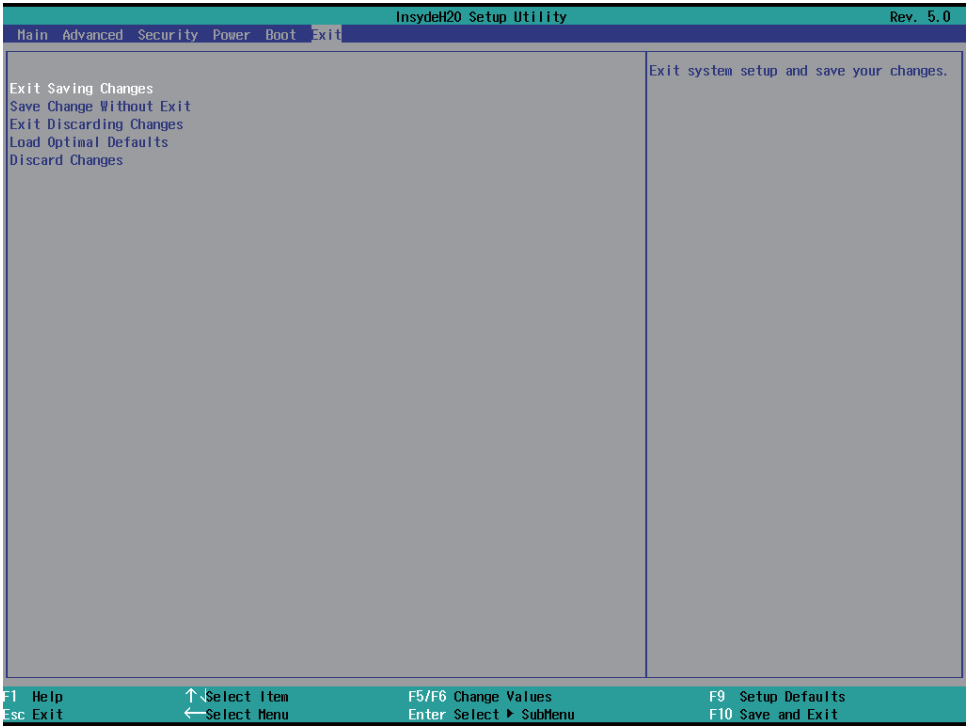 InsydeH20 Setup Utility Rev. 5.0
Main Advanced Security Power Boot Exit
Exit system setup and save your changes.
Exit Saving Changes
Save Change Without Exit
Exit Discarding Changes
Load Optimal Defaults
Discard Changes
F1 Help ↑↓Select Item F5/F6 Change Values F9 Setup Defaults
Esc Exit ←Select Menu Enter Select ▶ SubMenu F10 Save and Exit